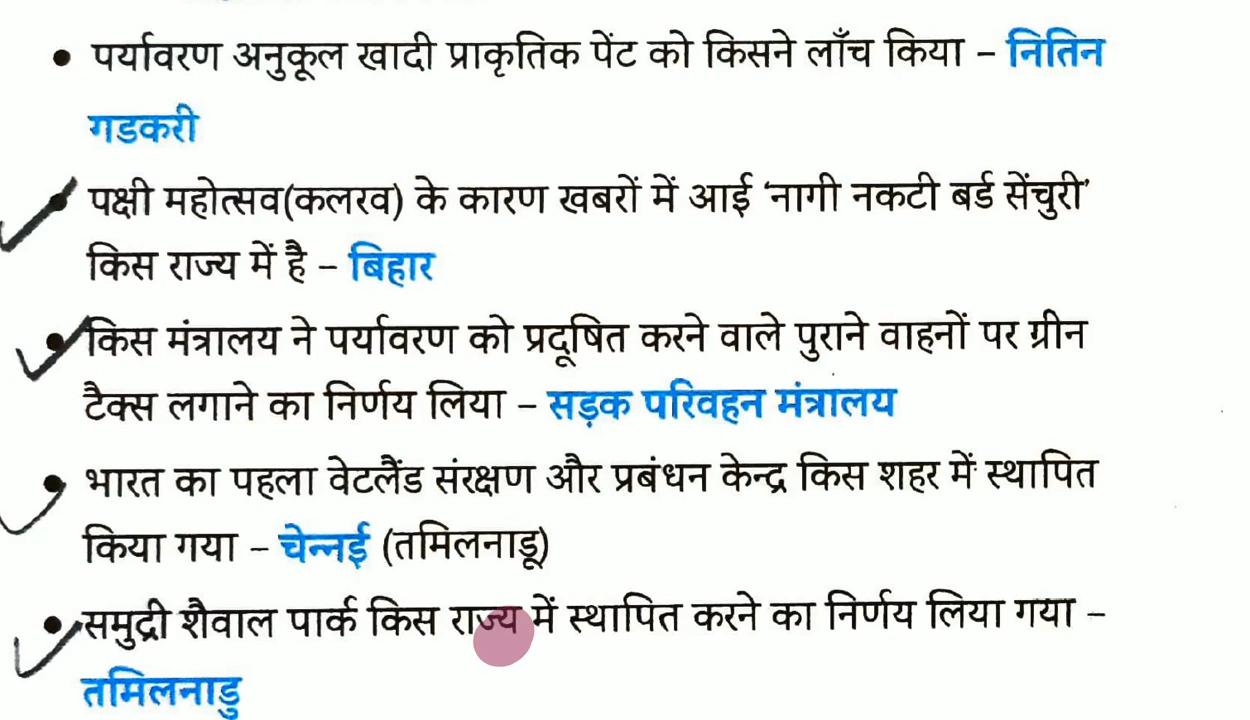 • पर्यावरण अनुकूल खादी प्राकृतिक पेंट को किसने लाँच किया – नितिन
गडकरी
• पक्षी महोत्सव(कलरव) के कारण खबरों में आई ‘नागी नकटी बर्ड सेंचुरी’
किस राज्य में है – बिहार
• किस मंत्रालय ने पर्यावरण को प्रदूषित करने वाले पुराने वाहनों पर ग्रीन
टैक्स लगाने का निर्णय लिया – सड़क परिवहन मंत्रालय
• भारत का पहला वेटलैंड संरक्षण और प्रबंधन केन्द्र किस शहर में स्थापित
किया गया – चेन्नई (तमिलनाडू)
• समुद्री शैवाल पार्क किस राज्य में स्थापित करने का निर्णय लिया गया –
तमिलनाडु